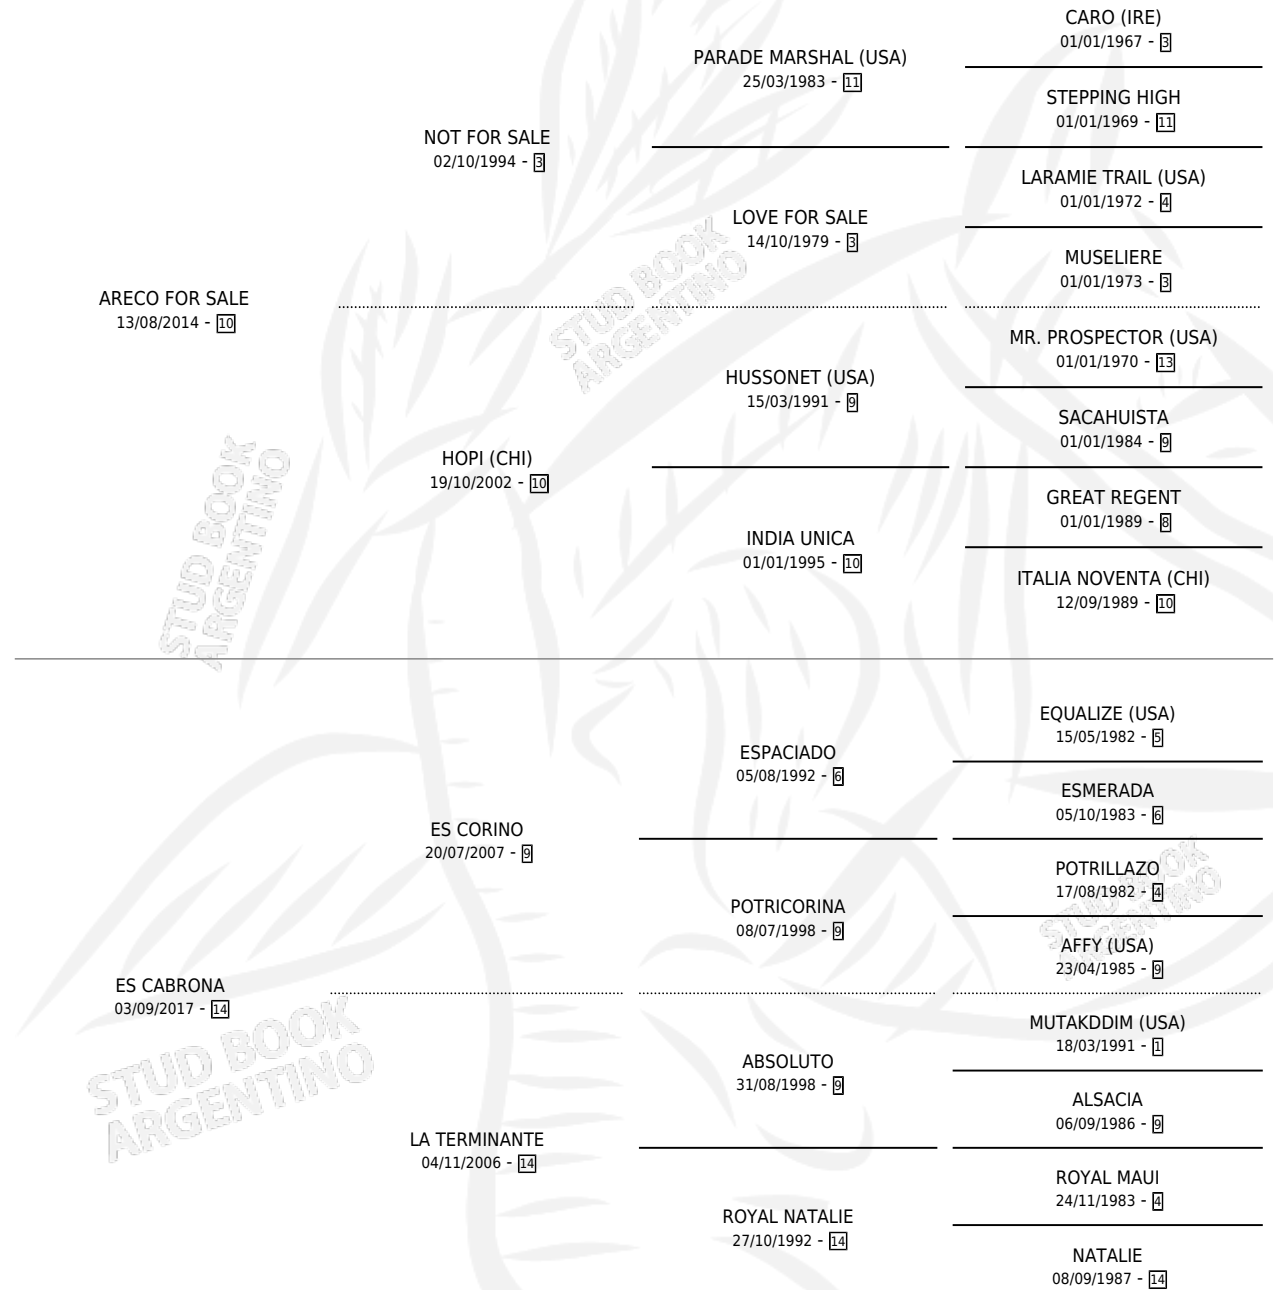 CARO (IRE)
01/01/1967 - 3
PARADE MARSHAL (USA)
25/03/1983 - 11
STEPPING HIGH
01/01/1969 - 11
NOT FOR SALE
02/10/1994 - 3
LARAMIE TRAIL (USA)
01/01/1972 - 4
LOVE FOR SALE
14/10/1979 - 3
MUSELIERE
01/01/1973 - 3
ARECO FOR SALE
13/08/2014 - 10
MR. PROSPECTOR (USA)
01/01/1970 - 13
HUSSONET (USA)
15/03/1991 - 9
SACAHUISTA
01/01/1984 - 9
HOPI (CHI)
19/10/2002 - 10
GREAT REGENT
01/01/1989 - 8
INDIA UNICA
01/01/1995 - 10
ITALIA NOVENTA (CHI)
12/09/1989 - 10
EQUALIZE (USA)
15/05/1982 - 5
ESPACIADO
05/08/1992 - 6
ESMERADA
05/10/1983 - 6
ES CORINO
20/07/2007 - 9
POTRILLAZO
17/08/1982 - 4
POTRICORINA
08/07/1998 - 9
AFFY (USA)
23/04/1985 - 9
ES CABRONA
03/09/2017 - 14
MUTAKDDIM (USA)
18/03/1991 - 1
ABSOLUTO
31/08/1998 - 9
ALSACIA
06/09/1986 - 9
LA TERMINANTE
04/11/2006 - 14
ROYAL MAUI
24/11/1983 - 4
ROYAL NATALIE
27/10/1992 - 14
NATALIE
08/09/1987 - 14
STUD BOOK
ARGENTINO
STUD BOOK
ARGENTINO
STUD BOOK
ARGENTINO
STUD BOOK
ARGENTINO